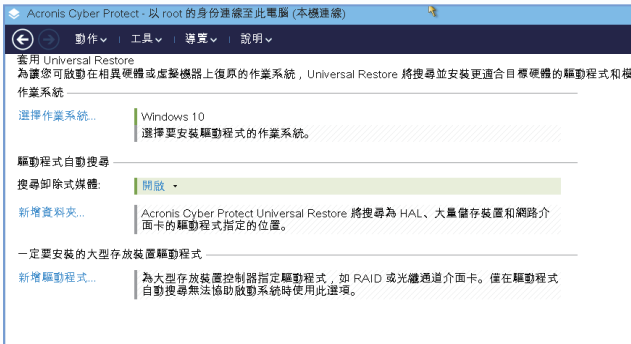 Acronis Cyber Protect - 以 root 的身份連線至此電腦 (本機連線)
動作 工具 導覽 說明
套用 Universal Restore
為讓您可啟動在相異硬體或虛擬機器上復原的作業系統，Universal Restore 將搜尋並安裝更適合目標硬體的驅動程式和模
作業系統
選擇作業系統... Windows 10
選擇要安裝驅動程式的作業系統。
驅動程式自動搜尋
搜尋卸除式媒體: 開啟
新增資料夾... Acronis Cyber Protect Universal Restore 將搜尋為 HAL、大量儲存裝置和網路介
面卡的驅動程式指定的位置。
一定要安裝的大型存放裝置驅動程式
新增驅動程式... 為大型存放裝置控制器指定驅動程式，如 RAID 或光纖通道介面卡。僅在驅動程式
自動搜尋無法協助啟動系統時使用此選項。